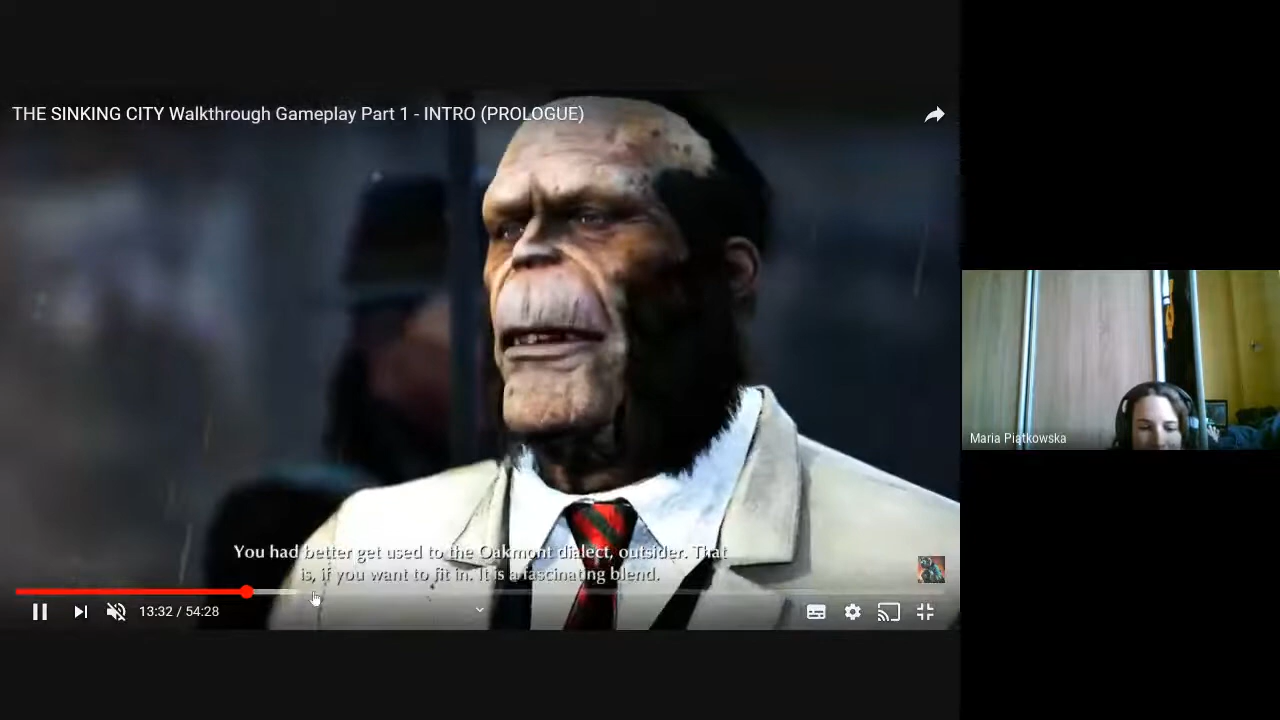 THE SINKING CITY Walkthrough Gameplay Part 1 - INTRO (PROLOGUE)
Maria Piątkowska
You had better get used to the Oakmont dialect, outsider. That
is, if you want to fit in. It is a fascinating blend.
13:32 / 54:28